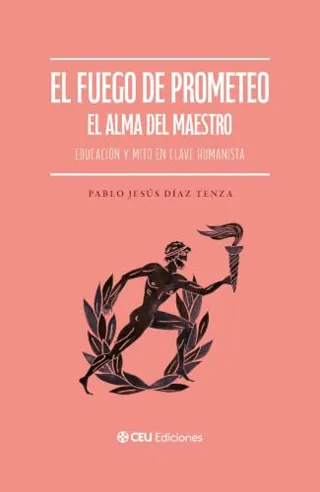 EL FUEGO DE PROMETEO
EL ALMA DEL MAESTRO
EDUCACIÓN Y MITO EN CLAVE HUMANISTA
PABLO JESÚS DÍAZ TENZA
CEU Ediciones